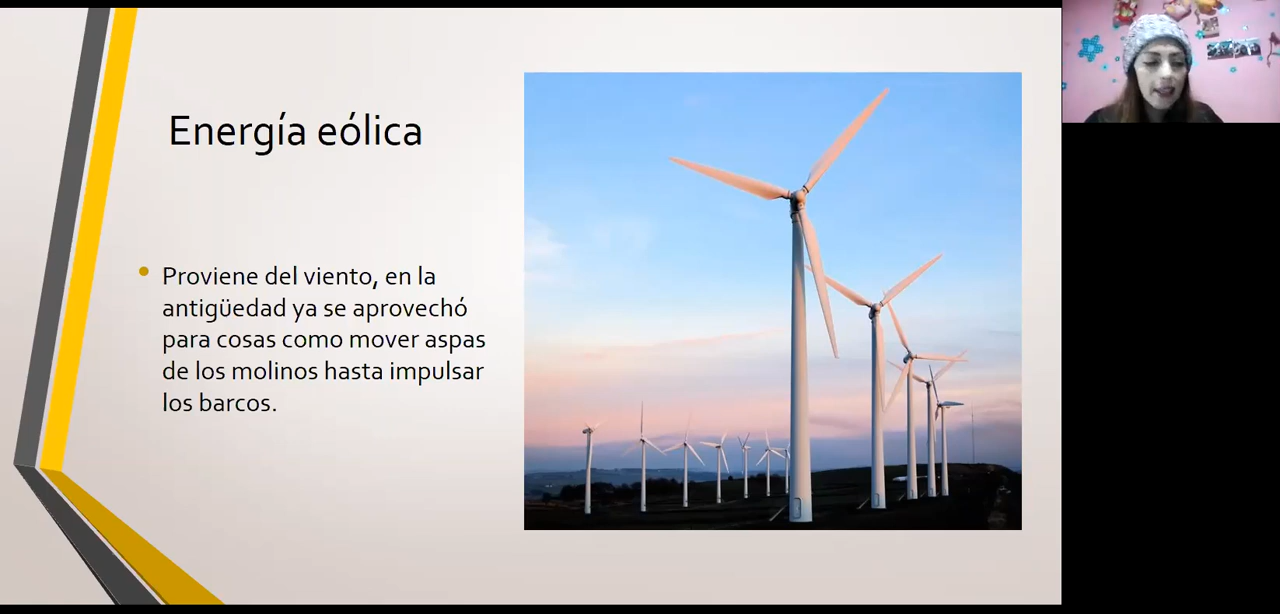 Energía eólica
Proviene del viento, en la
antigüedad ya se aprovechó
para cosas como mover aspas
de los molinos hasta impulsar
los barcos.